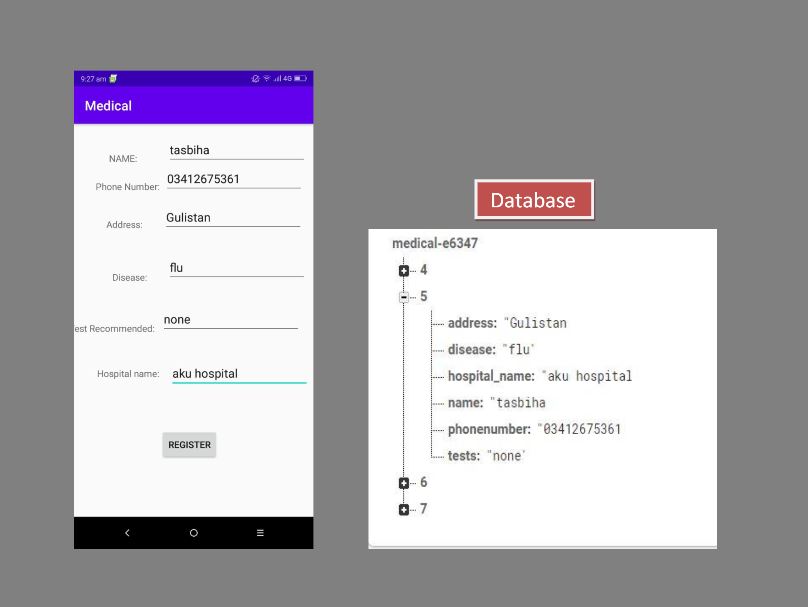 9:27 am
4G
Medical
NAME: tasbiha
Phone Number: 03412675361
Address: Gulistan
Disease: flu
est Recommended: none
Hospital name: aku hospital
REGISTER
Database
medical-e6347
4
5
address: "Gulistan
disease: "flu"
hospital_name: "aku hospital
name: "tasbiha
phonenumber: "03412675361
tests: "none"
6
7